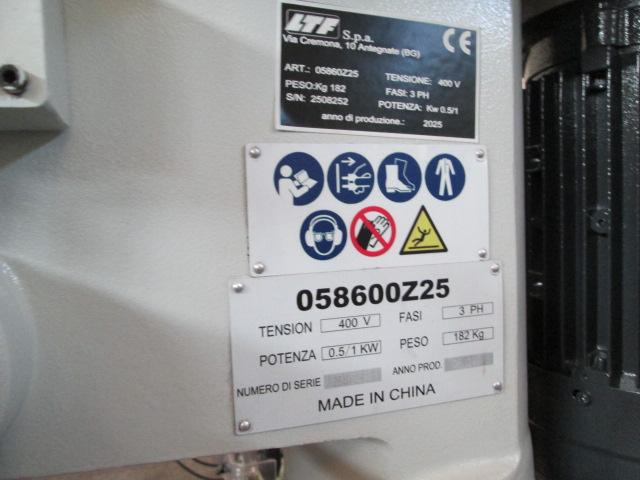 LTF S.p.a.
Via Cremona, 10 Antegnate (BG)
CE
ART.: 05860Z25 TENSIONE: 400 V
PESO:Kg 182 FASI: 3 PH
S/N: 2508252 POTENZA: Kw 0.5/1
anno di produzione.: 2025
058600Z25
TENSION 400 V FASI 3 PH
POTENZA 0.5/1 KW PESO 182 Kg
NUMERO DI SERIE ANNO PROD.
MADE IN CHINA